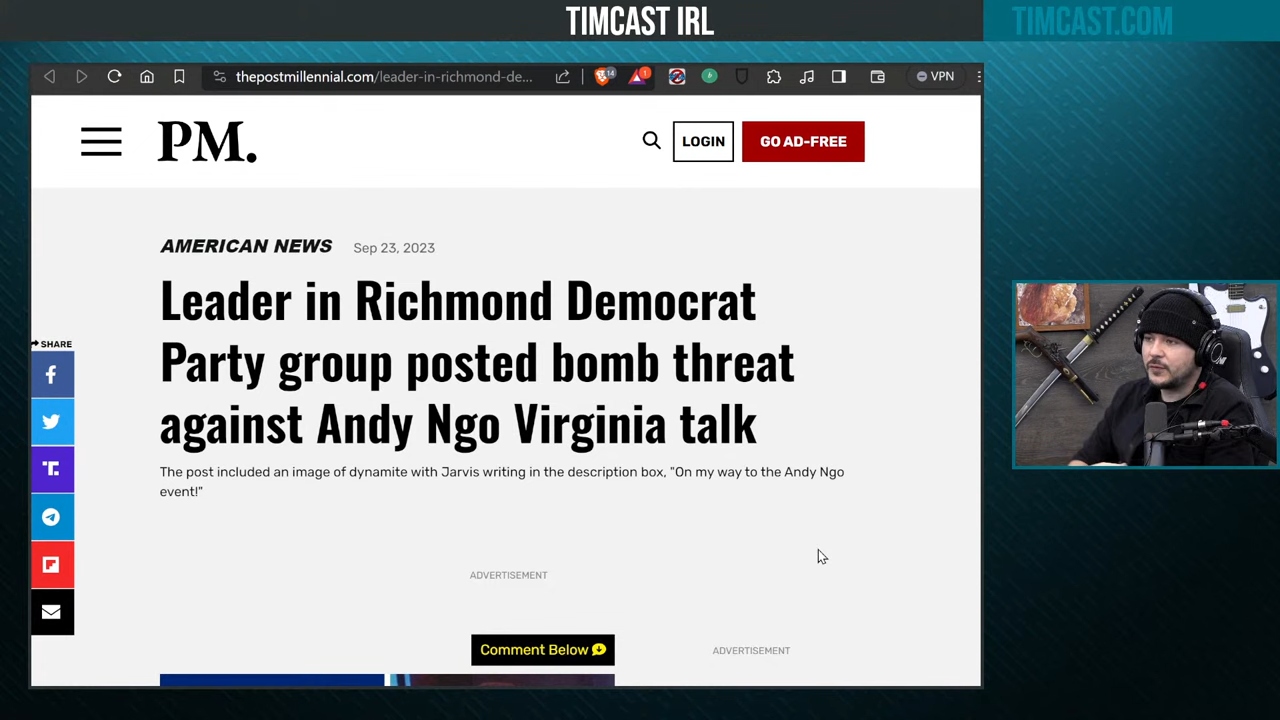 TIMCAST IRL
TIMCAST.COM
thepostmillennial.com/leader-in-richmond-de...
14
1
VPN
PM.
LOGIN
GO AD-FREE
AMERICAN NEWS
Sep 23, 2023
Leader in Richmond Democrat
Party group posted bomb threat
against Andy Ngo Virginia talk
SHARE
The post included an image of dynamite with Jarvis writing in the description box, "On my way to the Andy Ngo
event!"
ADVERTISEMENT
Comment Below
ADVERTISEMENT